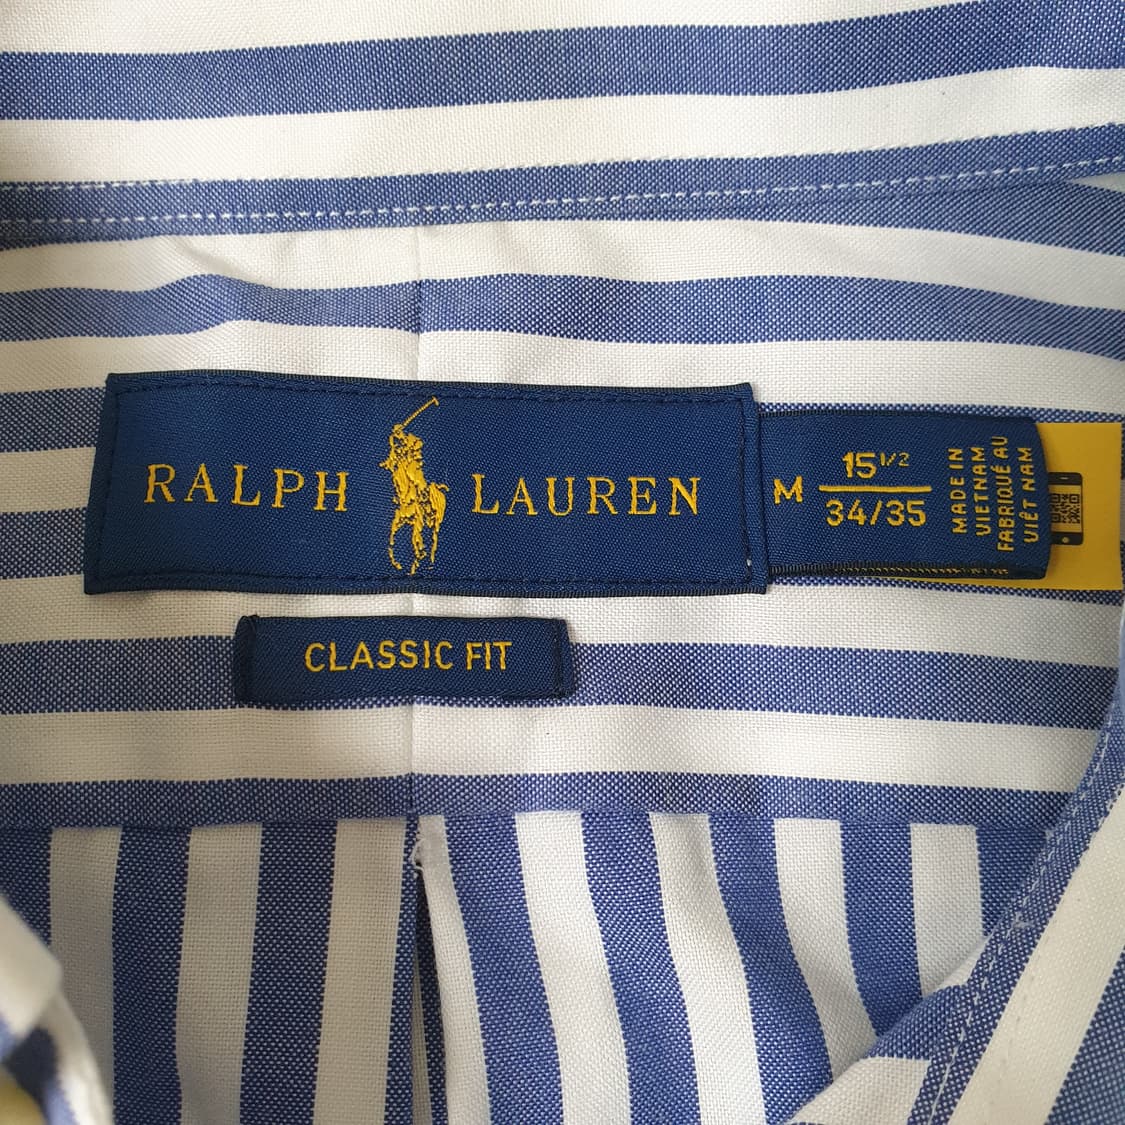 RALPH LAUREN
M
15 1/2
34/35
MADE IN
VIETNAM
FABRIQUÉ AU
VIÊT NAM
CLASSIC FIT